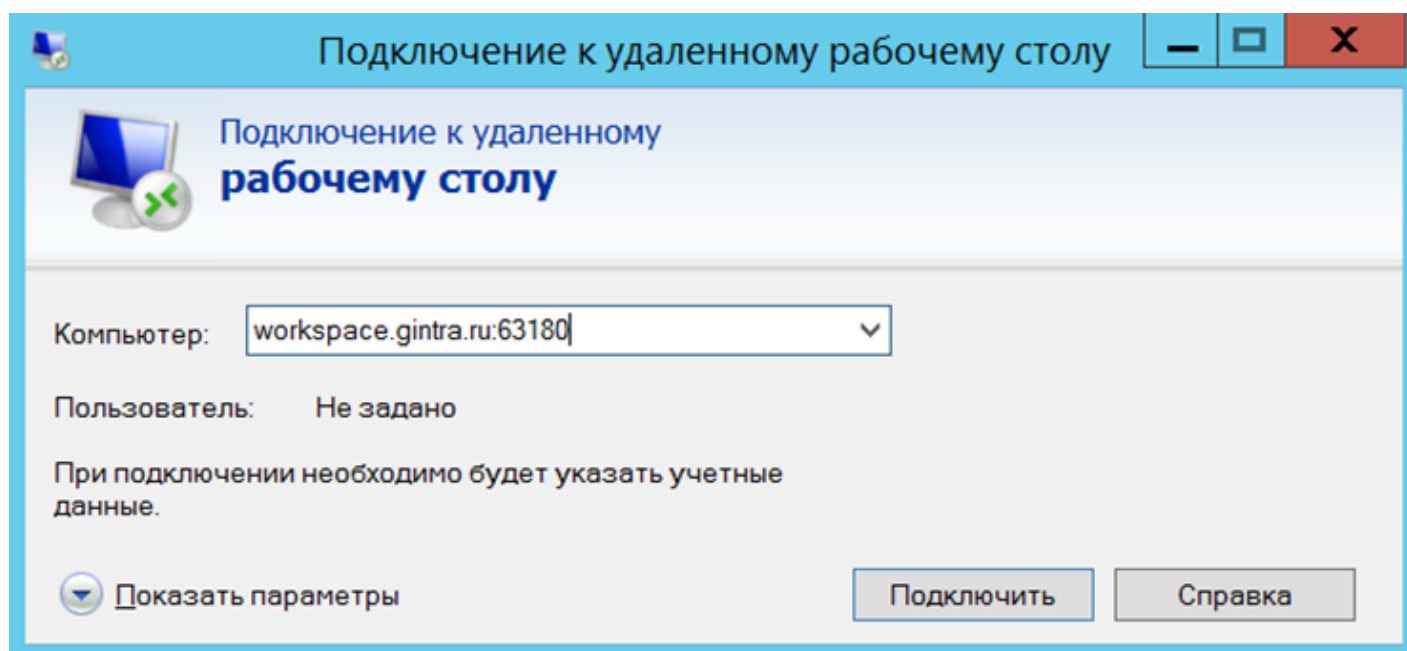 Подключение к удаленному рабочему столу
Подключение к удаленному
рабочему столу
Компьютер: workspace.gintra.ru:63180
Пользователь: Не задано
При подключении необходимо будет указать учетные
данные.
Показать параметры Подключить Справка